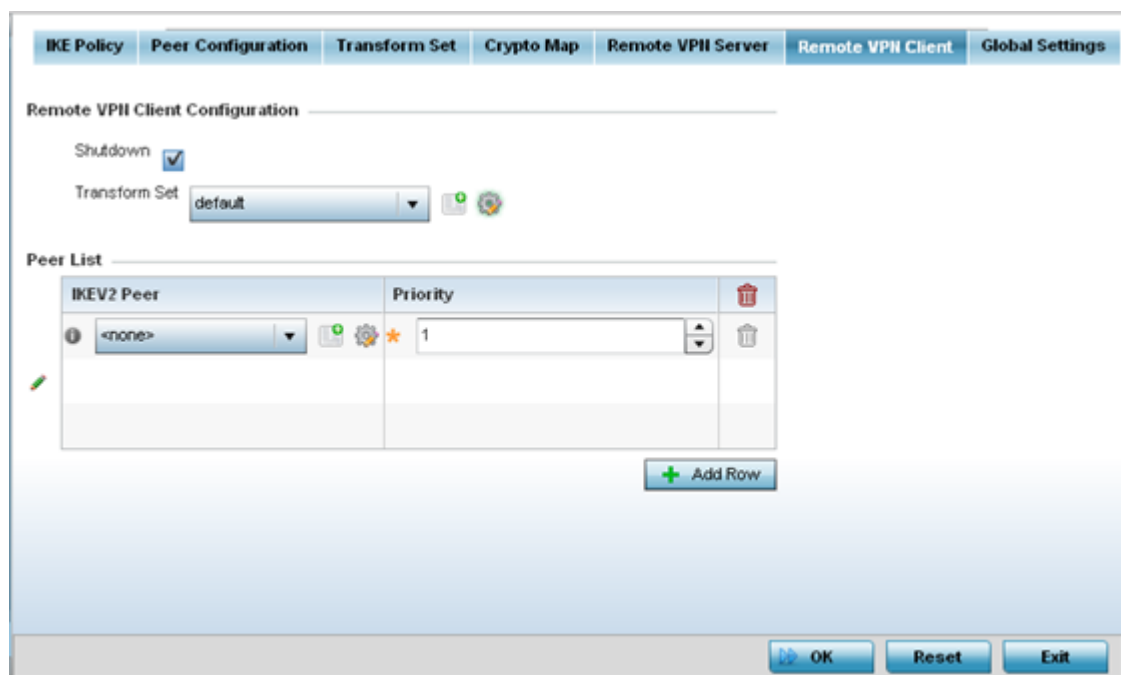 IKE Policy Peer Configuration Transform Set Crypto Map Remote VPN Server Remote VPN Client Global Settings
Remote VPN Client Configuration
Shutdown
Transform Set default
Peer List
IKEV2 Peer Priority
<none> * 1
Add Row
OK Reset Exit